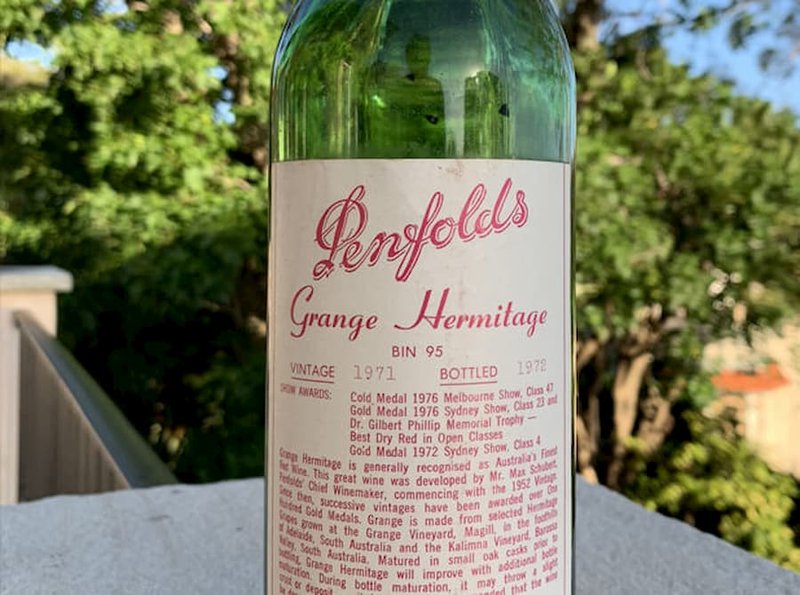 Penfolds
Grange Hermitage
BIN 95
VINTAGE 1971 BOTTLED 1972
SHOW AWARDS: Gold Medal 1976 Melbourne Show, Class 47
Gold Medal 1976 Sydney Show, Class 23 and
Dr. Gilbert Phillip Memorial Trophy —
Best Dry Red in Open Classes
Gold Medal 1972 Sydney Show, Class 4
Grange Hermitage is generally recognised as Australia's Finest
Red Wine. This great wine was developed by Mr. Max Schubert,
Penfolds' Chief Winemaker, commencing with the 1952 Vintage.
Since then, successive vintages have been awarded over One
Hundred Gold Medals. Grange is made from selected Hermitage
Grapes grown at the Grange Vineyard, Magill, in the foothills
of Adelaide, South Australia and the Kalimna Vineyard, Barossa
Valley, South Australia. Matured in small oak casks prior to
bottling, Grange Hermitage will improve with additional bottle
maturation. During bottle maturation, it may throw a slight
crust or deposit that the wine